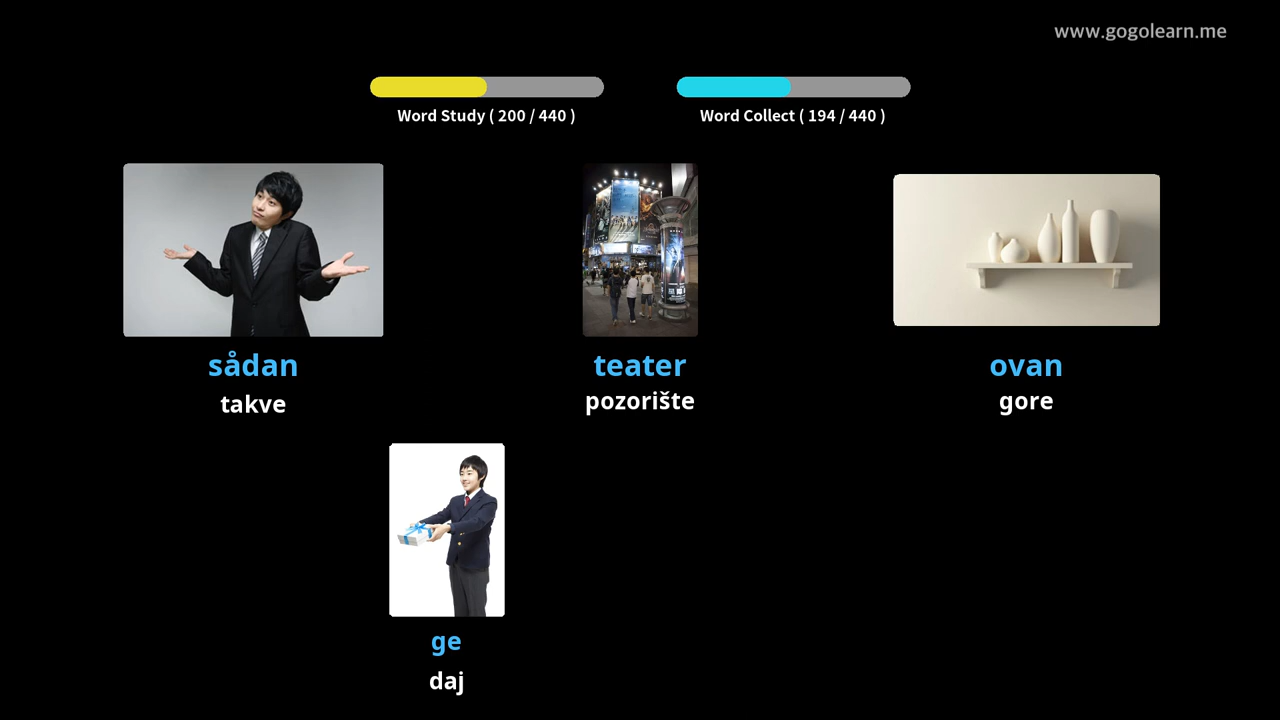 www.gogolearn.me
Word Study ( 200 / 440 )
Word Collect ( 194 / 440 )
sådan
takve
teater
pozorište
ovan
gore
ge
daj